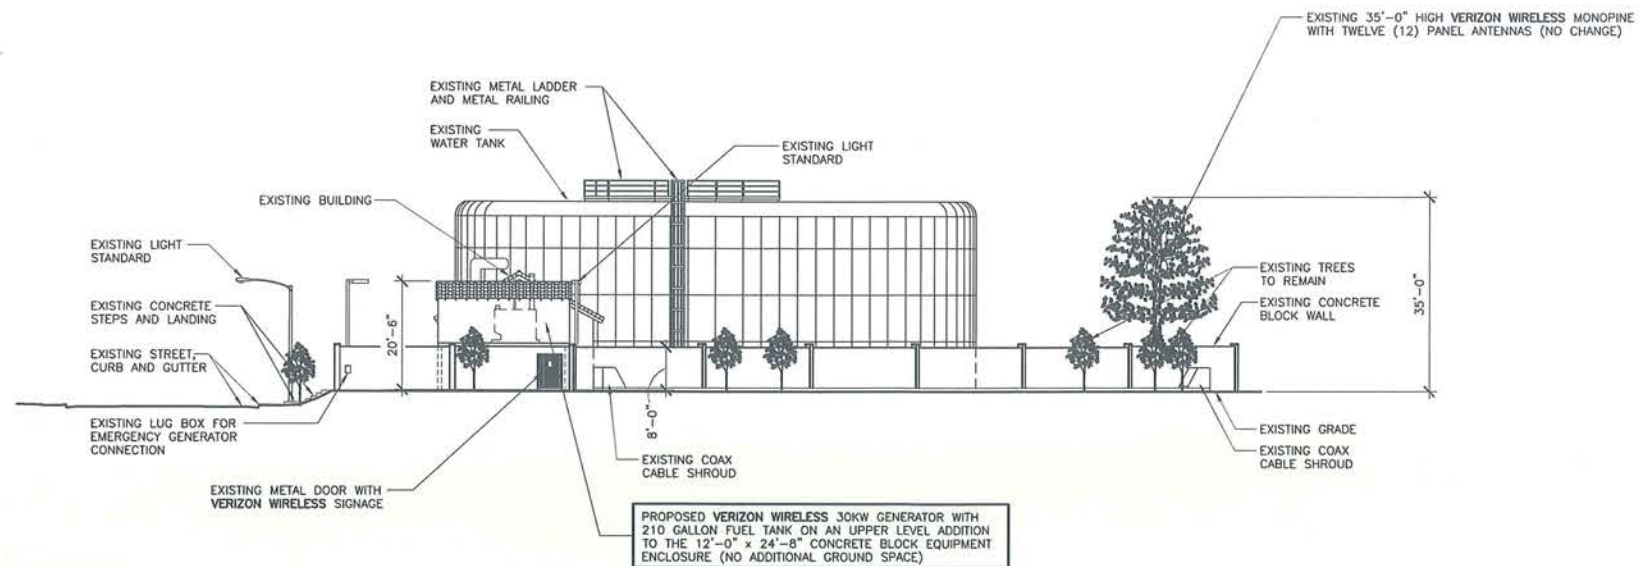 EXISTING 35'-0" HIGH VERIZON WIRELESS MONOPINE
WITH TWELVE (12) PANEL ANTENNAS (NO CHANGE)
EXISTING METAL LADDER
AND METAL RAILING
EXISTING
WATER TANK
EXISTING LIGHT
STANDARD
EXISTING BUILDING
EXISTING LIGHT
STANDARD
EXISTING TREES
TO REMAIN
EXISTING CONCRETE
STEPS AND LANDING
EXISTING CONCRETE
BLOCK WALL
35'-0"
20'-6"
EXISTING STREET,
CURB AND GUTTER
8'-0"
EXISTING LUG BOX FOR
EMERGENCY GENERATOR
CONNECTION
EXISTING GRADE
EXISTING COAX
CABLE SHROUD
EXISTING COAX
CABLE SHROUD
EXISTING METAL DOOR WITH
VERIZON WIRELESS SIGNAGE
PROPOSED VERIZON WIRELESS 30KW GENERATOR WITH
210 GALLON FUEL TANK ON AN UPPER LEVEL ADDITION
TO THE 12'-0" x 24'-8" CONCRETE BLOCK EQUIPMENT
ENCLOSURE (NO ADDITIONAL GROUND SPACE)